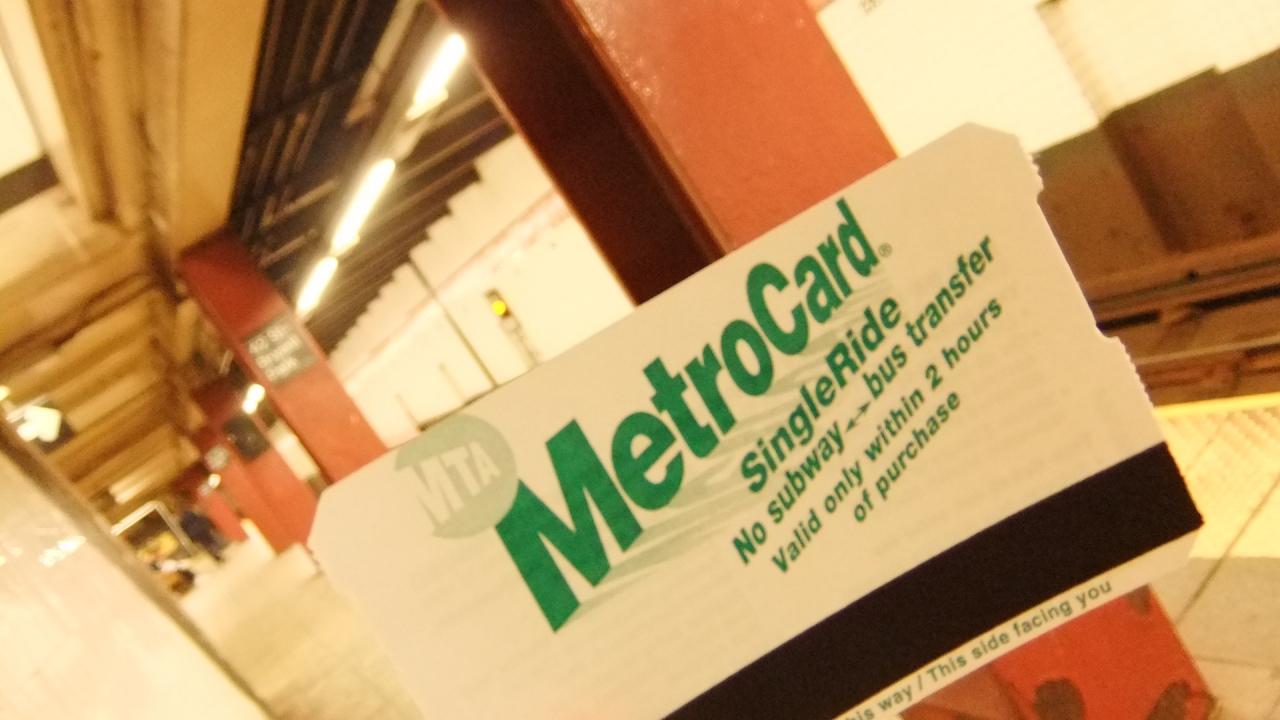 MTA
MetroCard®
SingleRide
No subway ↔ bus transfer
Valid only within 2 hours
of purchase
this way / This side facing you